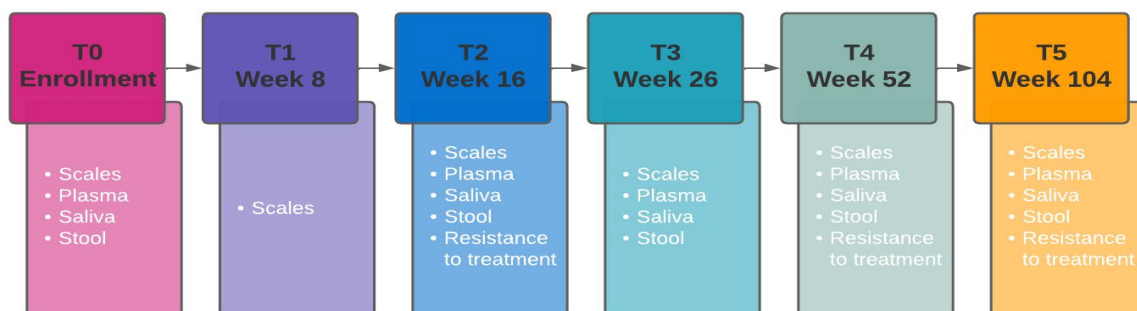 T0
Enrollment
• Scales
• Plasma
• Saliva
• Stool
T1
Week 8
• Scales
T2
Week 16
• Scales
• Plasma
• Saliva
• Stool
• Resistance
to treatment
T3
Week 26
• Scales
• Plasma
• Saliva
• Stool
T4
Week 52
• Scales
• Plasma
• Saliva
• Stool
• Resistance
to treatment
T5
Week 104
• Scales
• Plasma
• Saliva
• Stool
• Resistance
to treatment